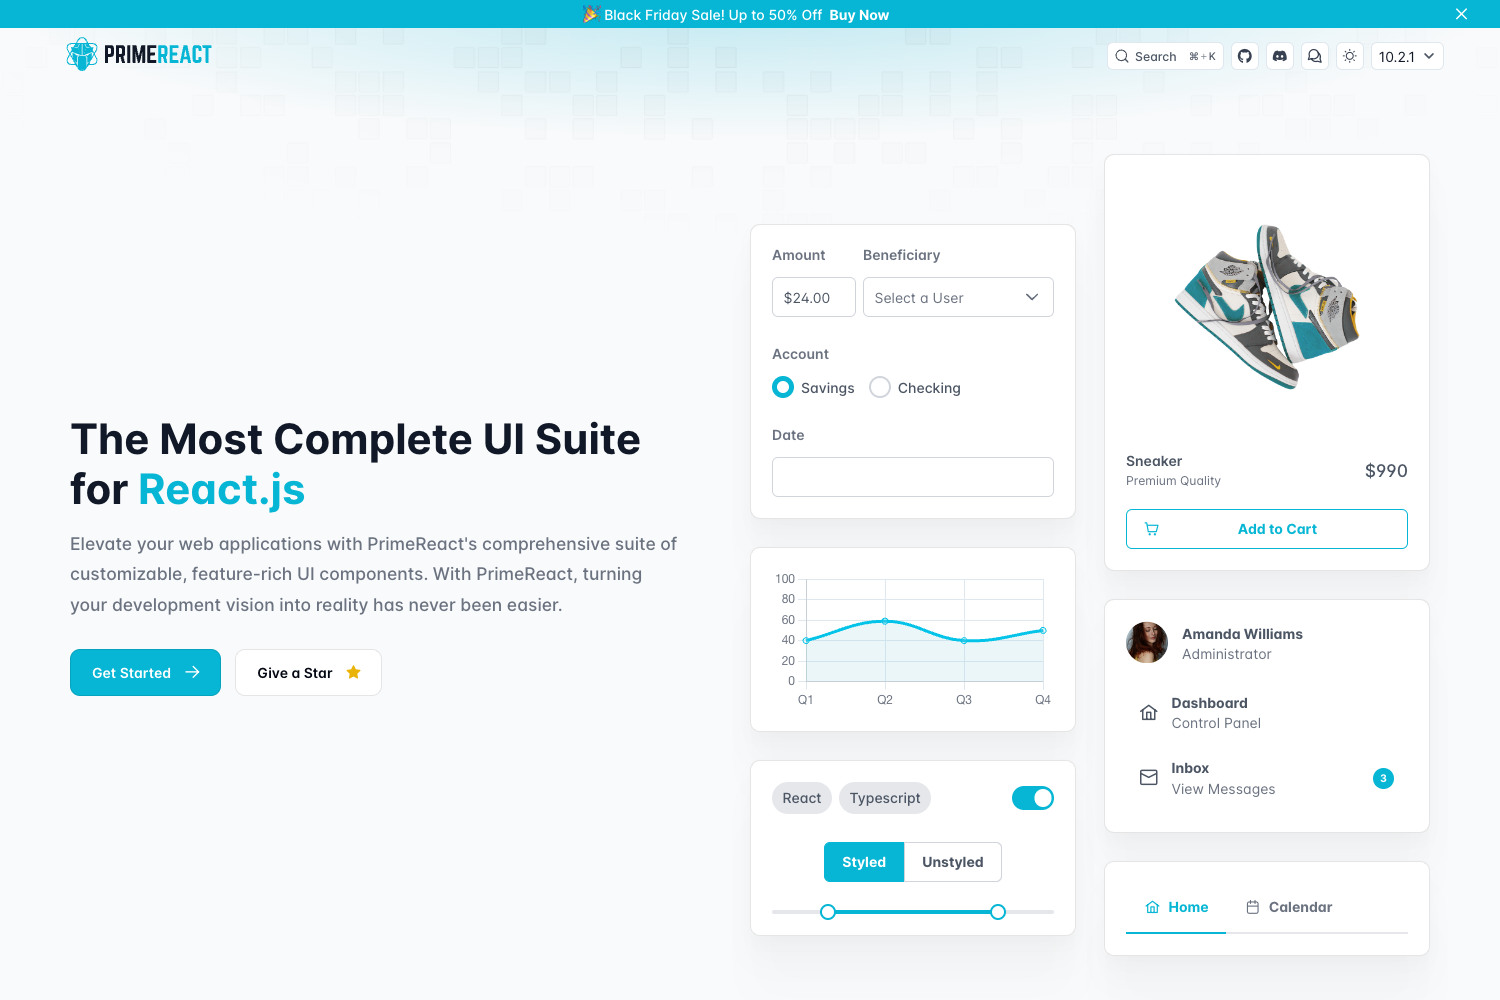 🎉 Black Friday Sale! Up to 50% Off Buy Now
PRIMEREACT
Search ⌘+K
10.2.1
The Most Complete UI Suite
for React.js
Elevate your web applications with PrimeReact's comprehensive suite of
customizable, feature-rich UI components. With PrimeReact, turning
your development vision into reality has never been easier.
Get Started
Give a Star
Amount Beneficiary
$24.00 Select a User
Account
Savings Checking
Date
100
80
60
40
20
0
Q1 Q2 Q3 Q4
React Typescript
Styled Unstyled
Sneaker
Premium Quality
$990
Add to Cart
Amanda Williams
Administrator
Dashboard
Control Panel
Inbox
View Messages
3
Home Calendar